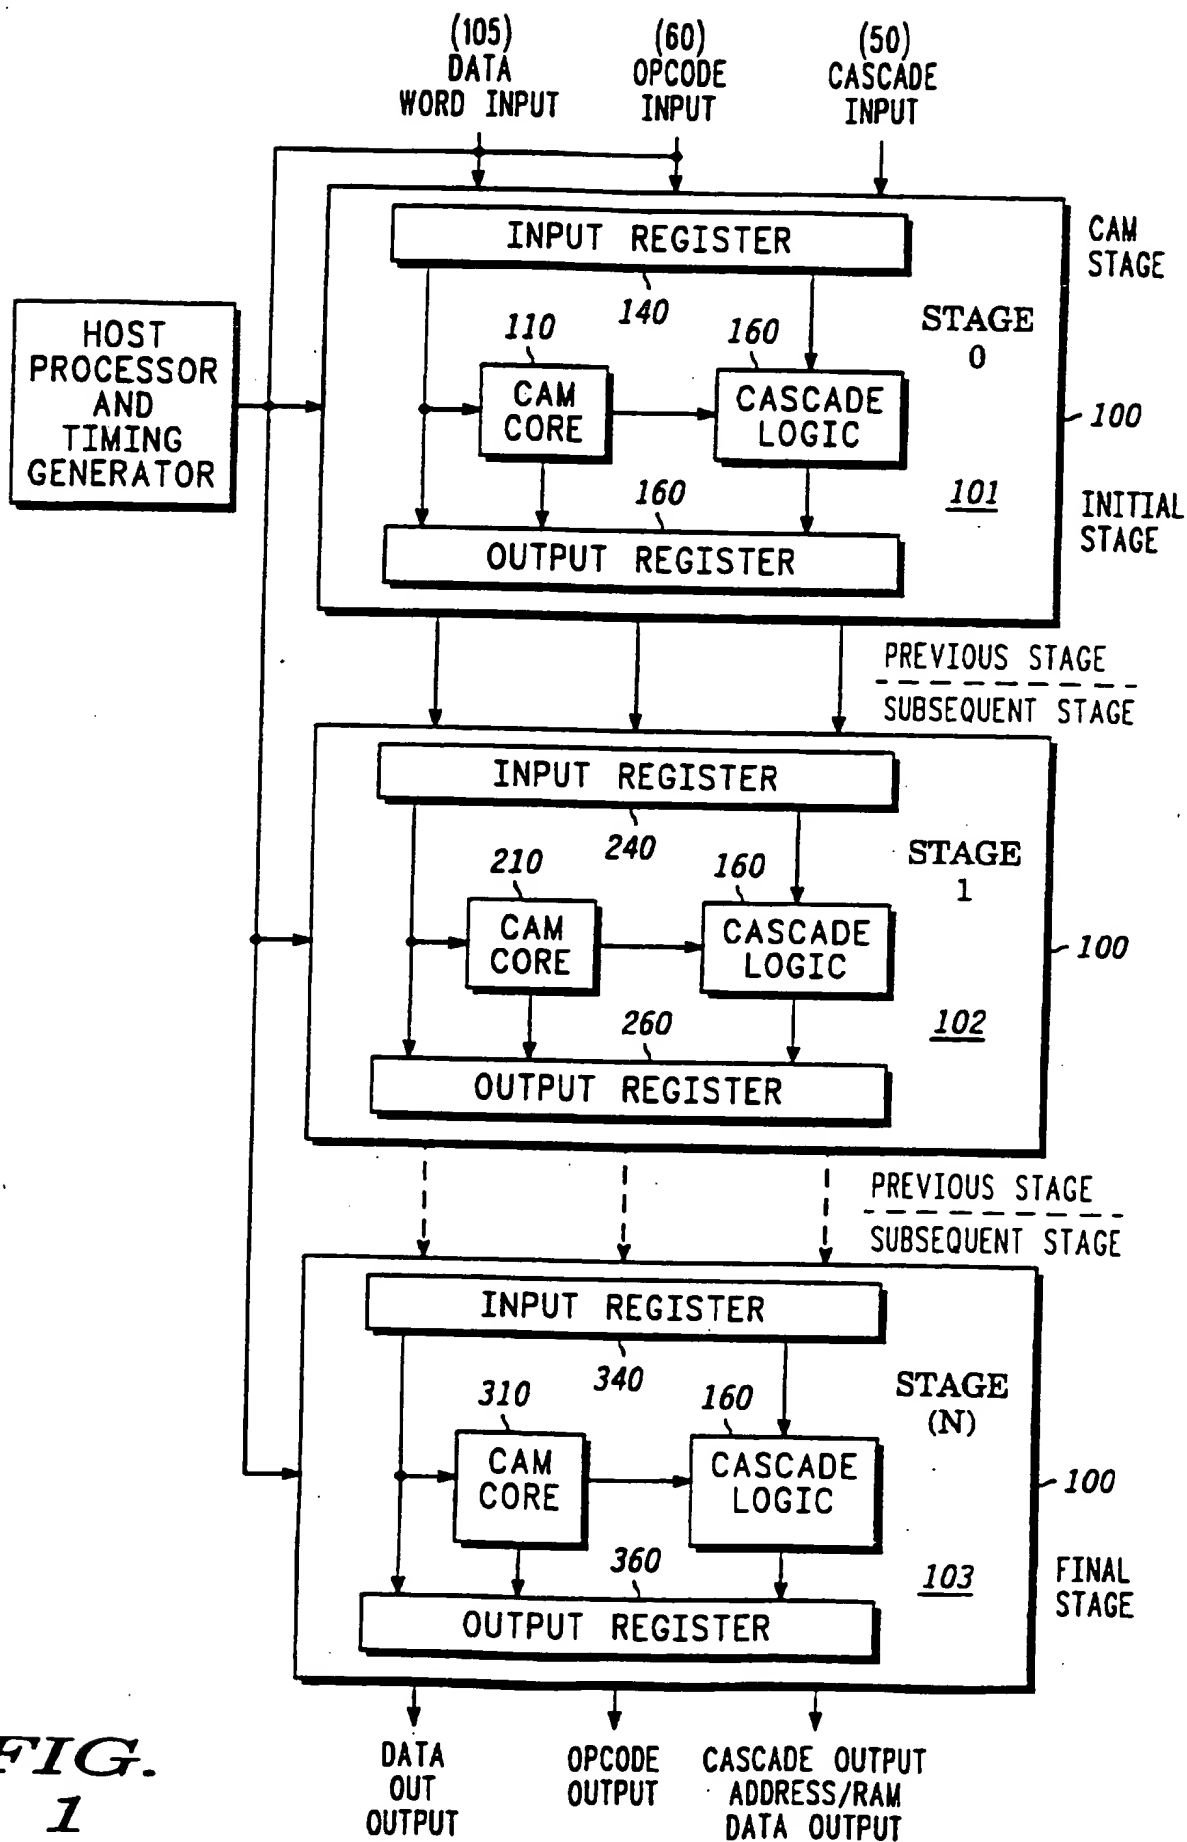 (105)
DATA
WORD INPUT
(60)
OPCODE
INPUT
(50)
CASCADE
INPUT
INPUT REGISTER
CAM
STAGE
140
STAGE
0
HOST
PROCESSOR
AND
TIMING
GENERATOR
110
160
CAM
CORE
CASCADE
LOGIC
100
160
101
INITIAL
STAGE
OUTPUT REGISTER
PREVIOUS STAGE
SUBSEQUENT STAGE
INPUT REGISTER
240
STAGE
1
210
160
CAM
CORE
CASCADE
LOGIC
100
260
102
OUTPUT REGISTER
PREVIOUS STAGE
SUBSEQUENT STAGE
INPUT REGISTER
340
STAGE
(N)
310
160
CAM
CORE
CASCADE
LOGIC
100
360
103
FINAL
STAGE
OUTPUT REGISTER
DATA
OUT
OUTPUT
OPCODE
OUTPUT
CASCADE OUTPUT
ADDRESS/RAM
DATA OUTPUT
FIG.
1